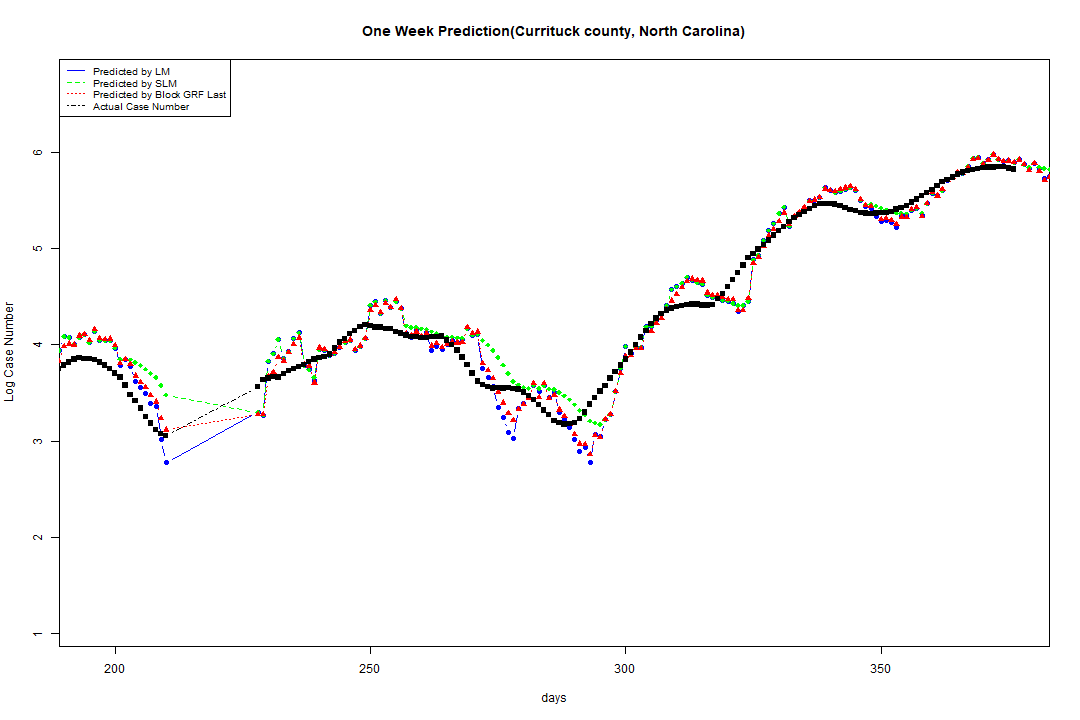 One Week Prediction(Currituck county, North Carolina)
Predicted by LM
Predicted by SLM
Predicted by Block GRF Last
Actual Case Number
Log Case Number
6
5
4
3
2
1
200
250
300
350
days